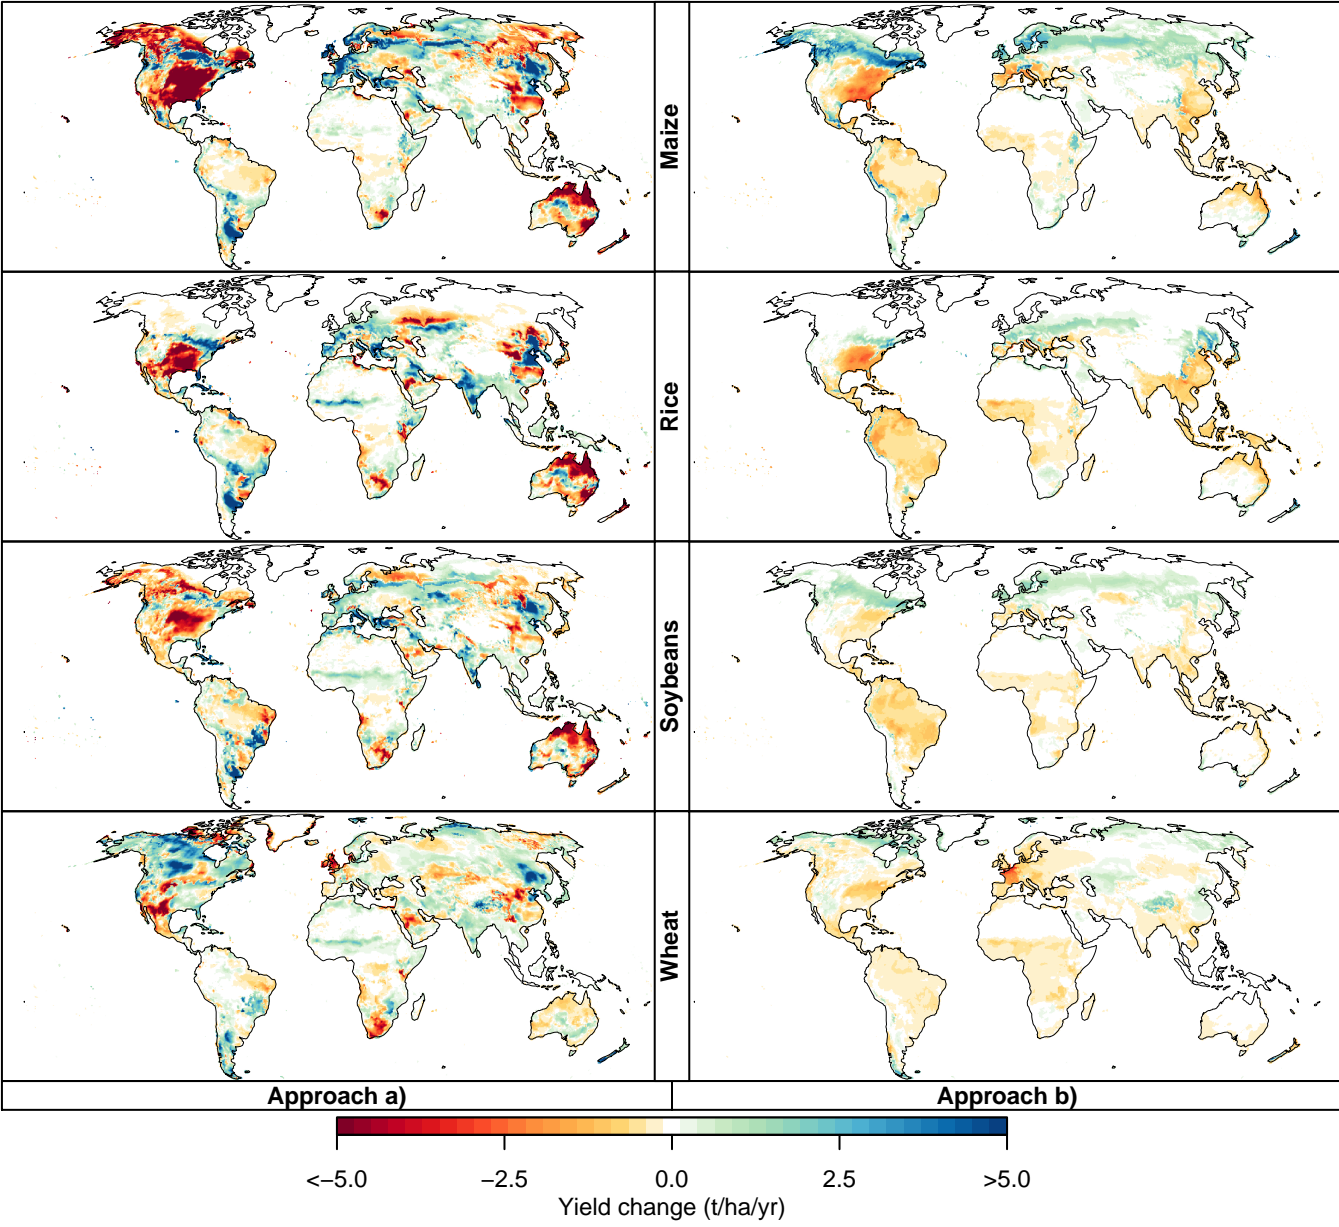 Maize
Rice
Soybeans
Wheat
Approach a)
Approach b)
<−5.0
−2.5
0.0
2.5
>5.0
Yield change (t/ha/yr)